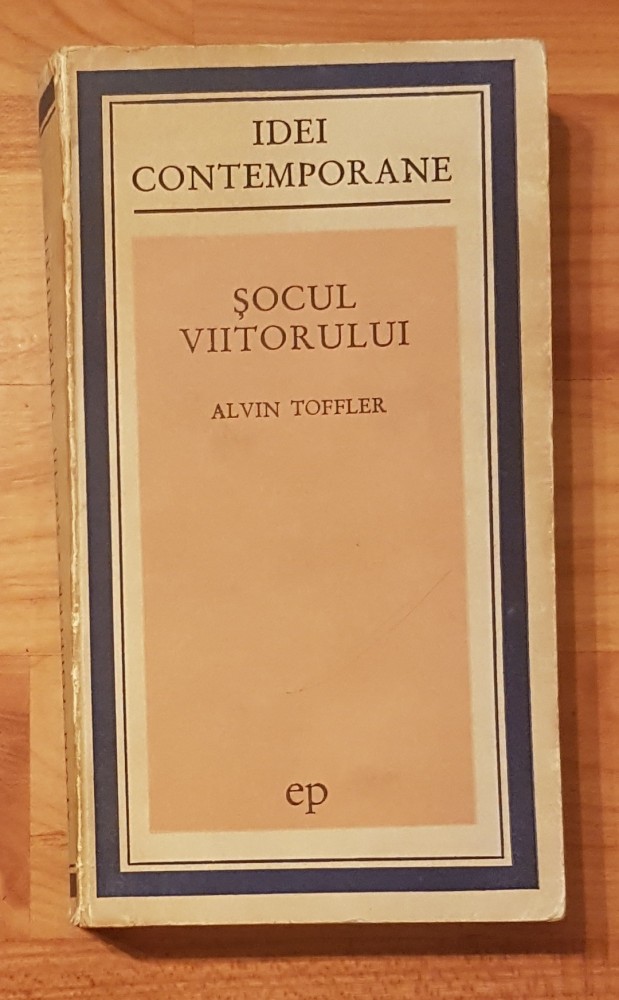 IDEI
CONTEMPORANE
ŞOCUL
VIITORULUI
ALVIN TOFFLER
ep